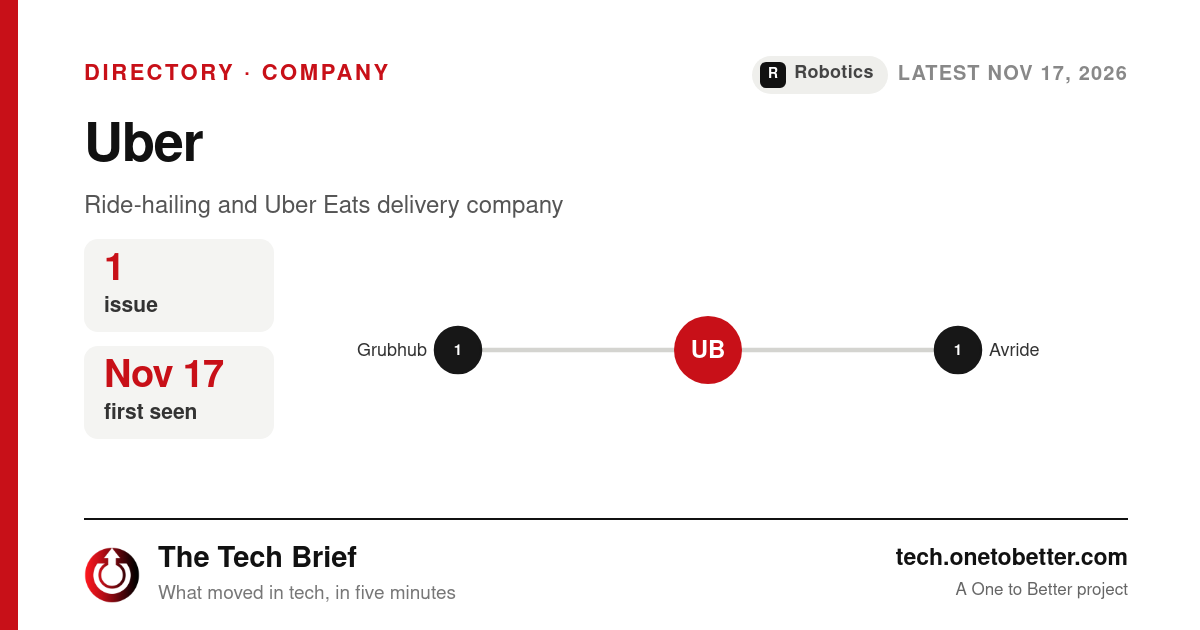 DIRECTORY · COMPANY
R Robotics LATEST NOV 17, 2026
Uber
Ride-hailing and Uber Eats delivery company
1
issue
Nov 17
first seen
Grubhub 1 UB 1 Avride
The Tech Brief
What moved in tech, in five minutes
tech.onetobetter.com
A One to Better project